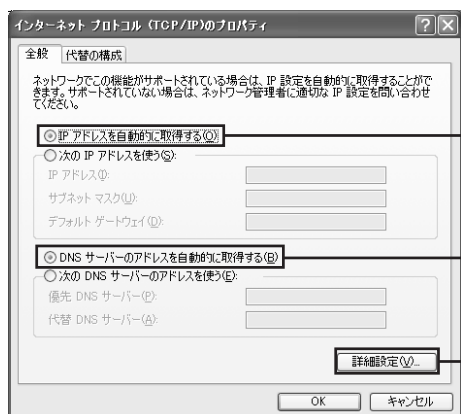 インターネット プロトコル (TCP/IP)のプロパティ
全般 代替の構成
ネットワークでこの機能がサポートされている場合は、IP 設定を自動的に取得することがで
きます。サポートされていない場合は、ネットワーク管理者に適切な IP 設定を問い合わせ
てください。
IP アドレスを自動的に取得する(O)
次の IP アドレスを使う(S):
IP アドレス(I):
サブネット マスク(U):
デフォルト ゲートウェイ(D):
DNS サーバーのアドレスを自動的に取得する(B)
次の DNS サーバーのアドレスを使う(E):
優先 DNS サーバー(P):
代替 DNS サーバー(A):
詳細設定(V)...
OK キャンセル